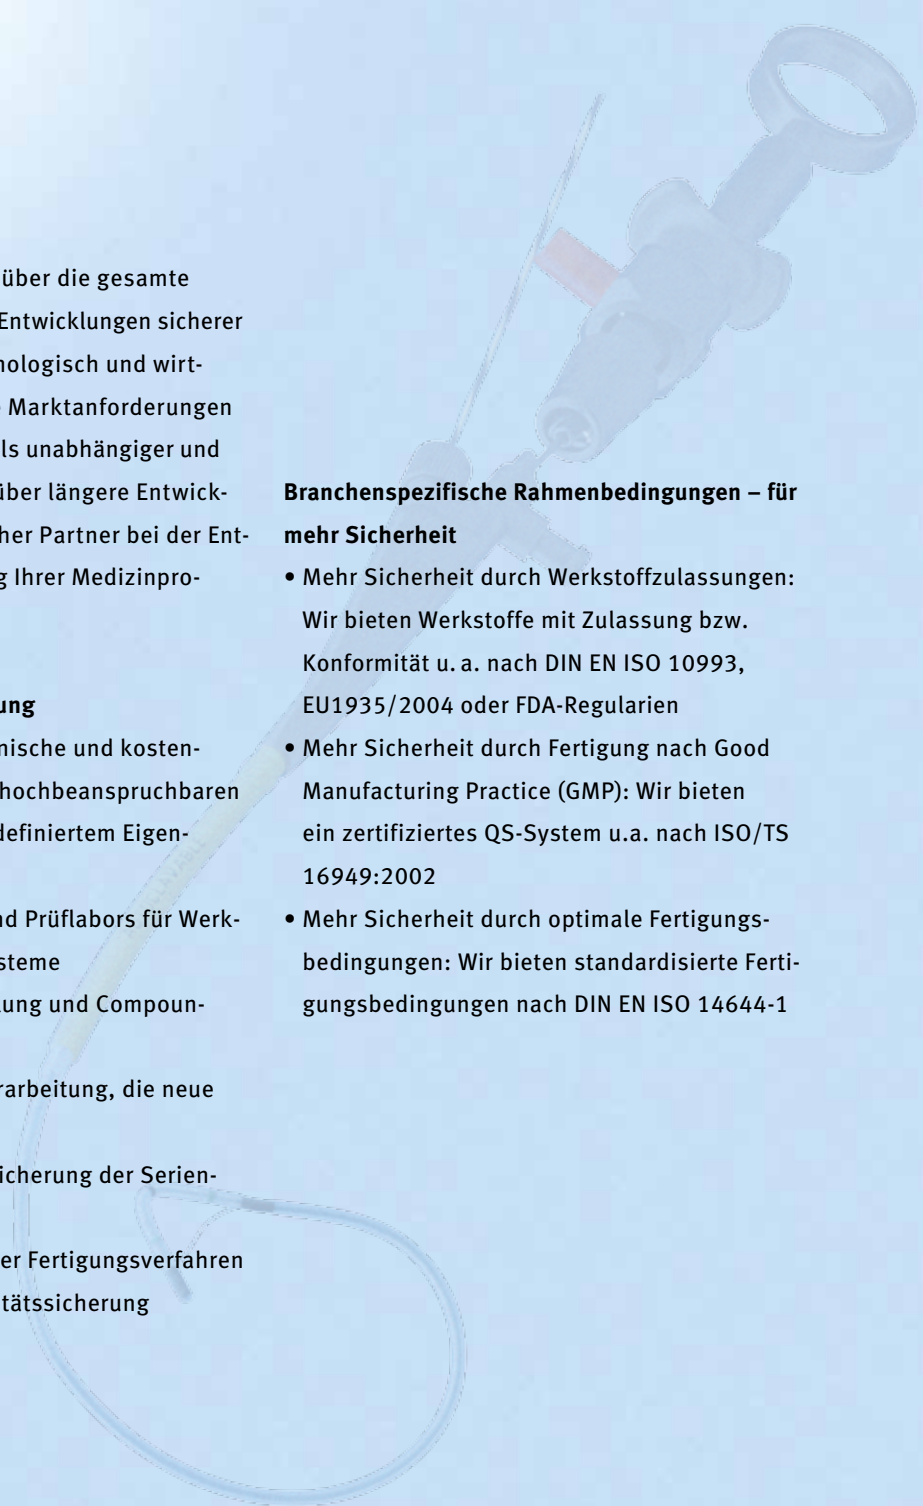 über die gesamte
Entwicklungen sicherer
nologisch und wirt-
Marktanforderungen
ls unabhängiger und
über längere Entwick-
her Partner bei der Ent-
g Ihrer Medizinpro-
ung
nische und kosten-
hochbeanspruchbaren
definiertem Eigen-
nd Prüflabors für Werk-
steme
lung und Compoun-
rarbeitung, die neue
icherung der Serien-
er Fertigungsverfahren
tätssicherung
Branchenspezifische Rahmenbedingungen – für
mehr Sicherheit
• Mehr Sicherheit durch Werkstoffzulassungen:
Wir bieten Werkstoffe mit Zulassung bzw.
Konformität u. a. nach DIN EN ISO 10993,
EU1935/2004 oder FDA-Regularien
• Mehr Sicherheit durch Fertigung nach Good
Manufacturing Practice (GMP): Wir bieten
ein zertifiziertes QS-System u.a. nach ISO/TS
16949:2002
• Mehr Sicherheit durch optimale Fertigungs-
bedingungen: Wir bieten standardisierte Ferti-
gungsbedingungen nach DIN EN ISO 14644-1